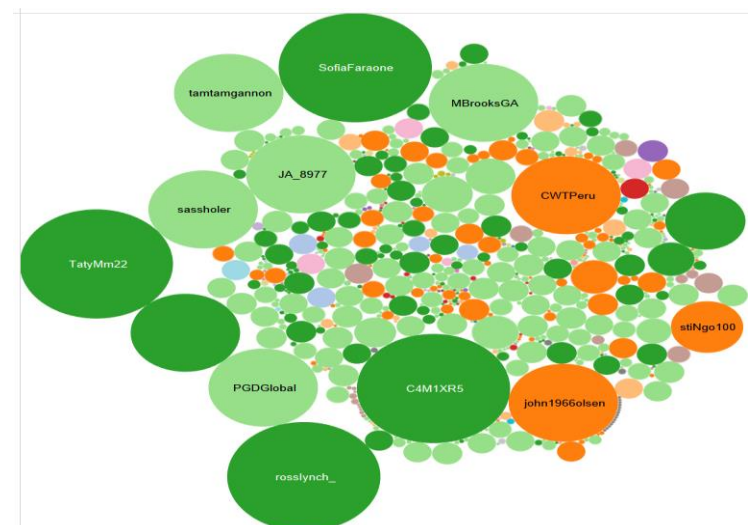 SofiaFaraone
tamtamgannon
MBrooksGA
JA_8977
CWTPeru
sassholer
TatyMm22
stiNgo100
PGDGlobal
C4M1XR5
john1966olsen
rosslynch_